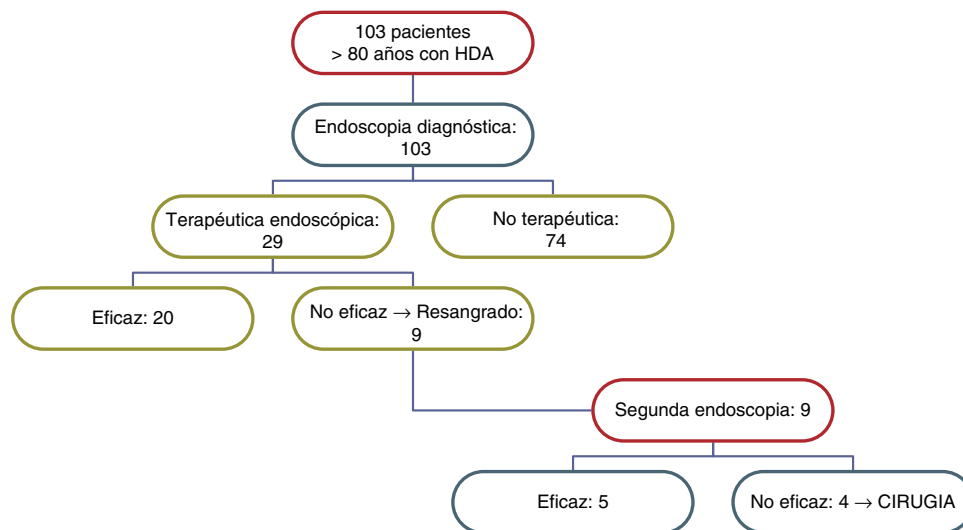 103 pacientes
> 80 años con HDA
Endoscopia diagnóstica:
103
Terapéutica endoscópica:
29
No terapéutica:
74
Eficaz: 20
No eficaz → Resangrado:
9
Segunda endoscopia: 9
Eficaz: 5
No eficaz: 4 → CIRUGIA